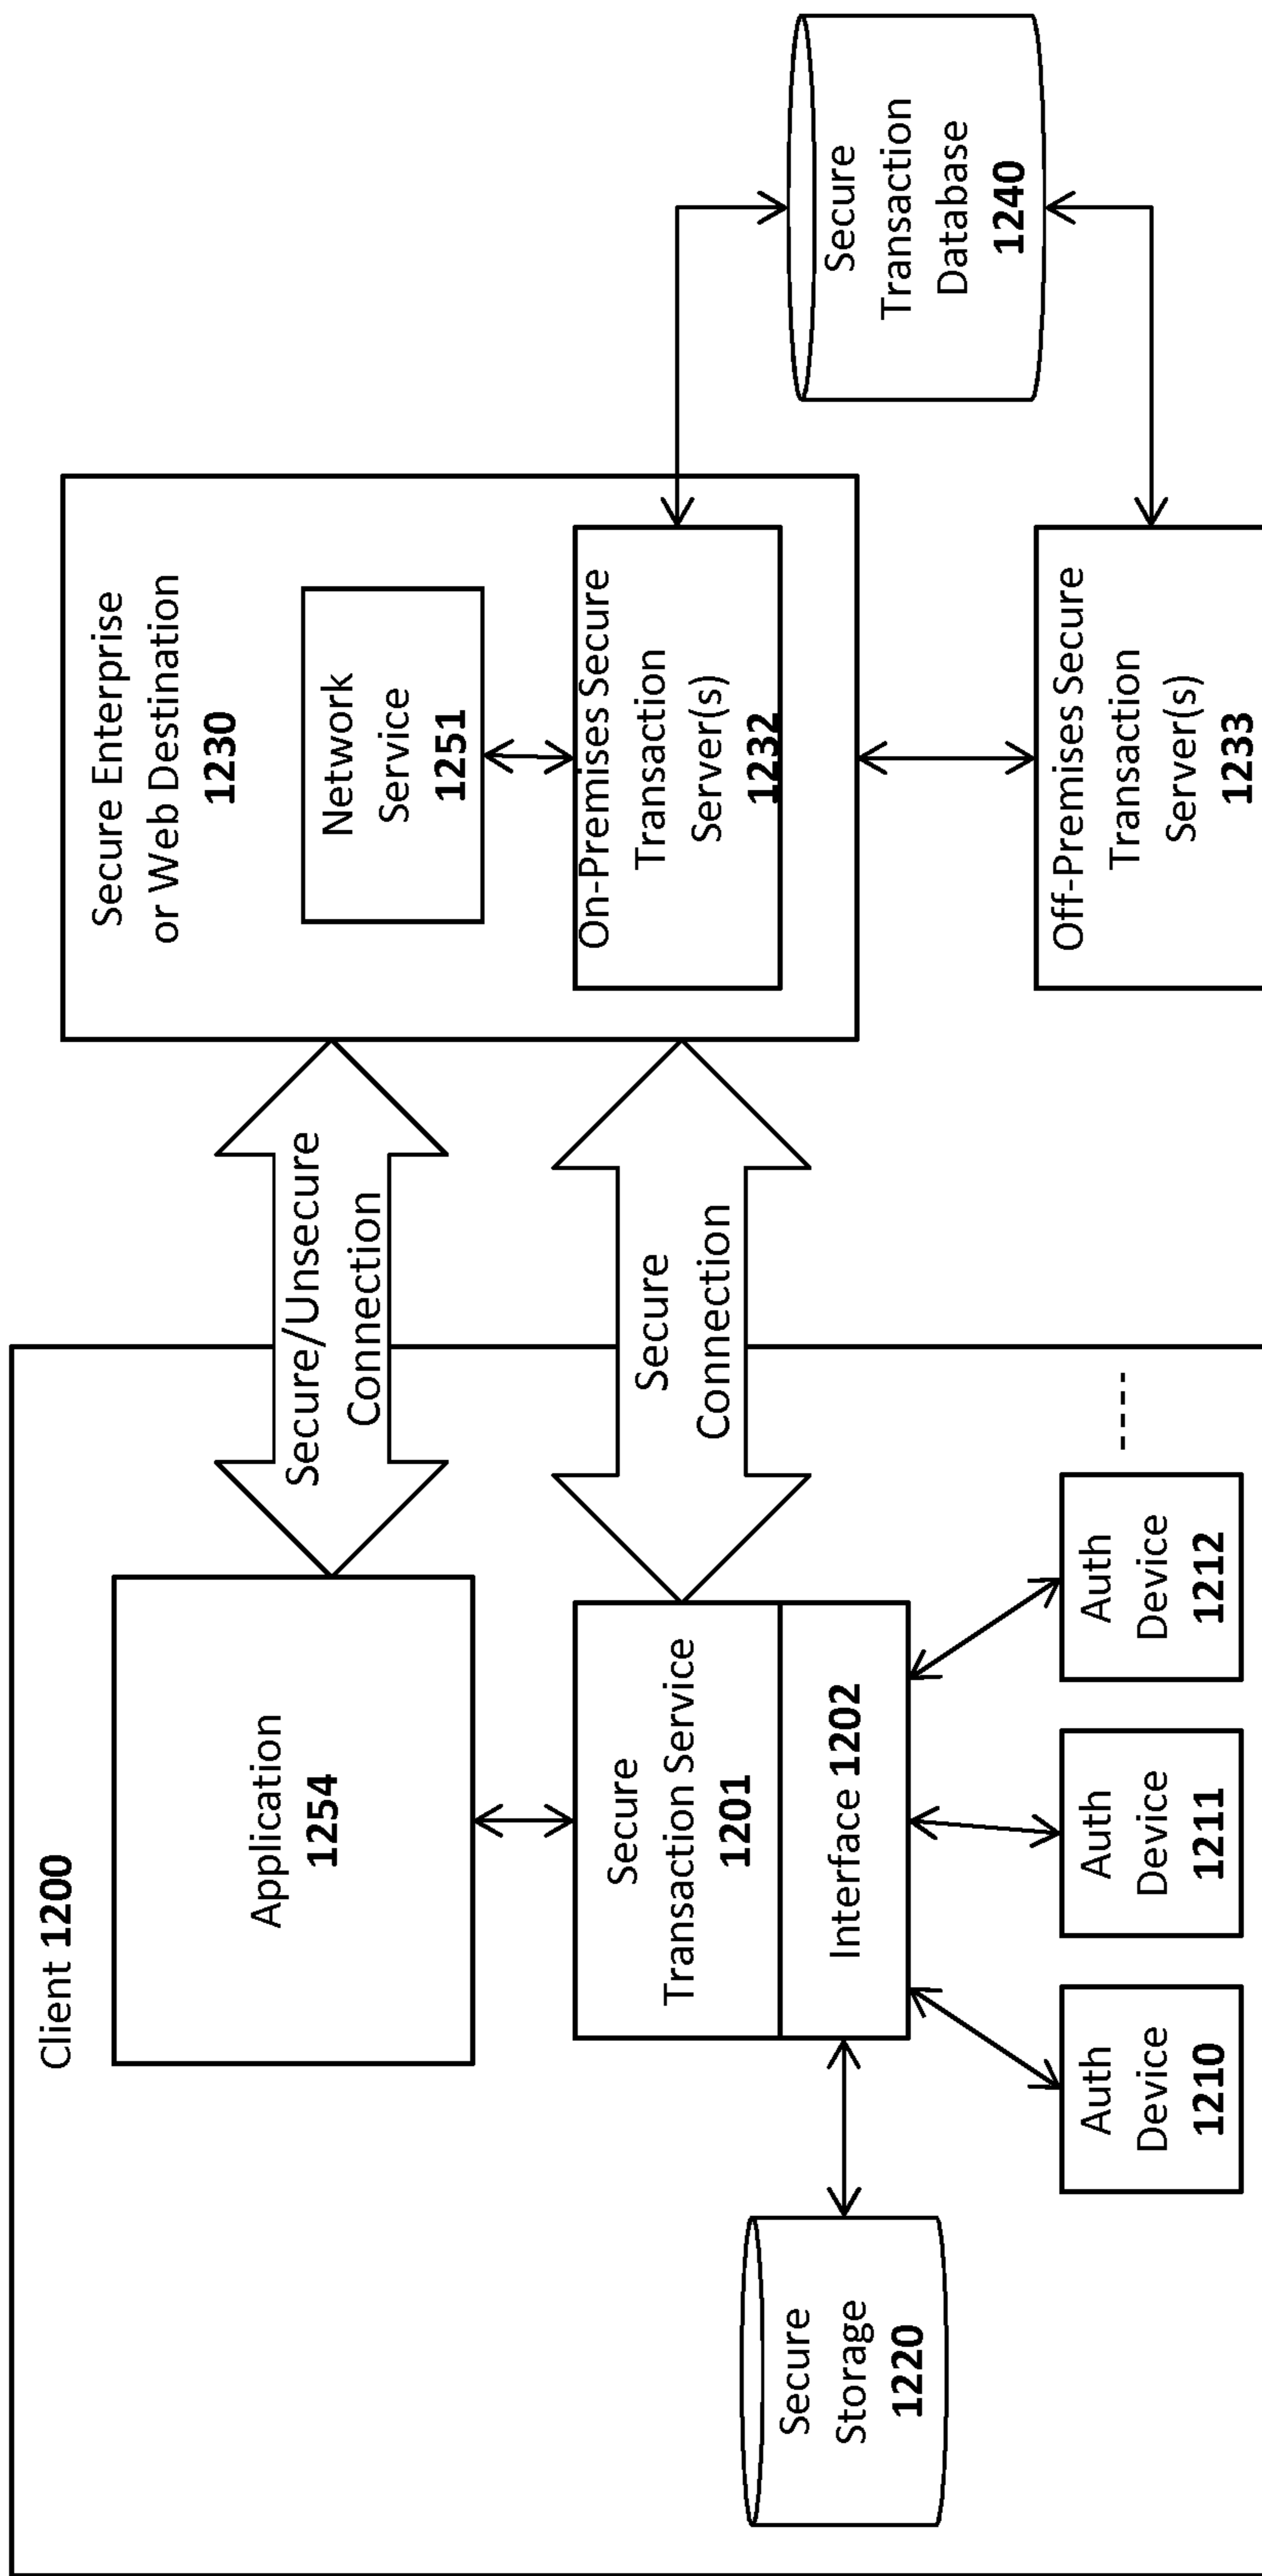 Client 1200
Application
1254
Secure
Transaction Service
1201
Interface 1202
Secure
Storage
1220
Auth
Device
1210
Auth
Device
1211
Auth
Device
1212
Secure/Unsecure
Connection
Secure
Connection
Secure Enterprise
or Web Destination
1230
Network
Service
1251
On-Premises Secure
Transaction
Server(s)
1232
Off-Premises Secure
Transaction
Server(s)
1233
Secure
Transaction
Database
1240